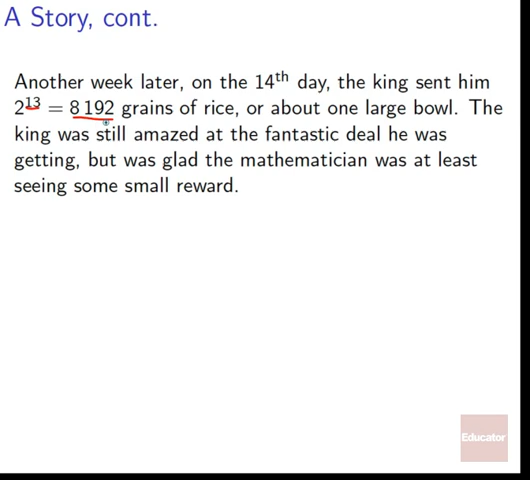 A Story, cont.
Another week later, on the 14th day, the king sent him
2^13 = 8 192 grains of rice, or about one large bowl. The
king was still amazed at the fantastic deal he was
getting, but was glad the mathematician was at least
seeing some small reward.
Educator